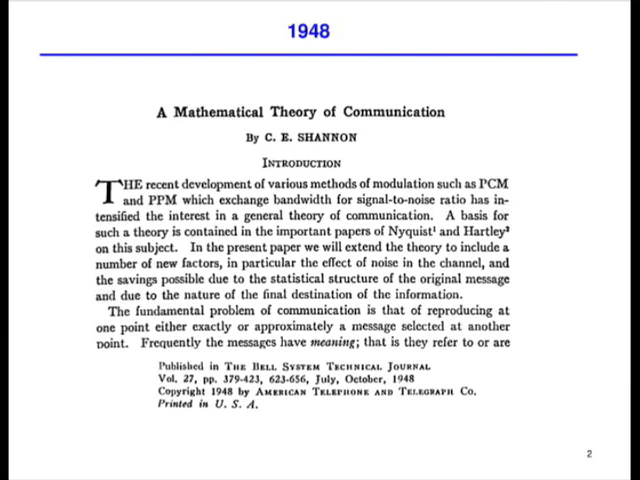 1948
A Mathematical Theory of Communication
By C. E. SHANNON
INTRODUCTION
THE recent development of various methods of modulation such as PCM
and PPM which exchange bandwidth for signal-to-noise ratio has in-
tensified the interest in a general theory of communication. A basis for
such a theory is contained in the important papers of Nyquist¹ and Hartley²
on this subject. In the present paper we will extend the theory to include a
number of new factors, in particular the effect of noise in the channel, and
the savings possible due to the statistical structure of the original message
and due to the nature of the final destination of the information.
The fundamental problem of communication is that of reproducing at
one point either exactly or approximately a message selected at another
point. Frequently the messages have meaning; that is they refer to or are
Published in THE BELL SYSTEM TECHNICAL JOURNAL
Vol. 27, pp. 379-423, 623-656, July, October, 1948
Copyright 1948 by AMERICAN TELEPHONE AND TELEGRAPH CO.
Printed in U. S. A.
2